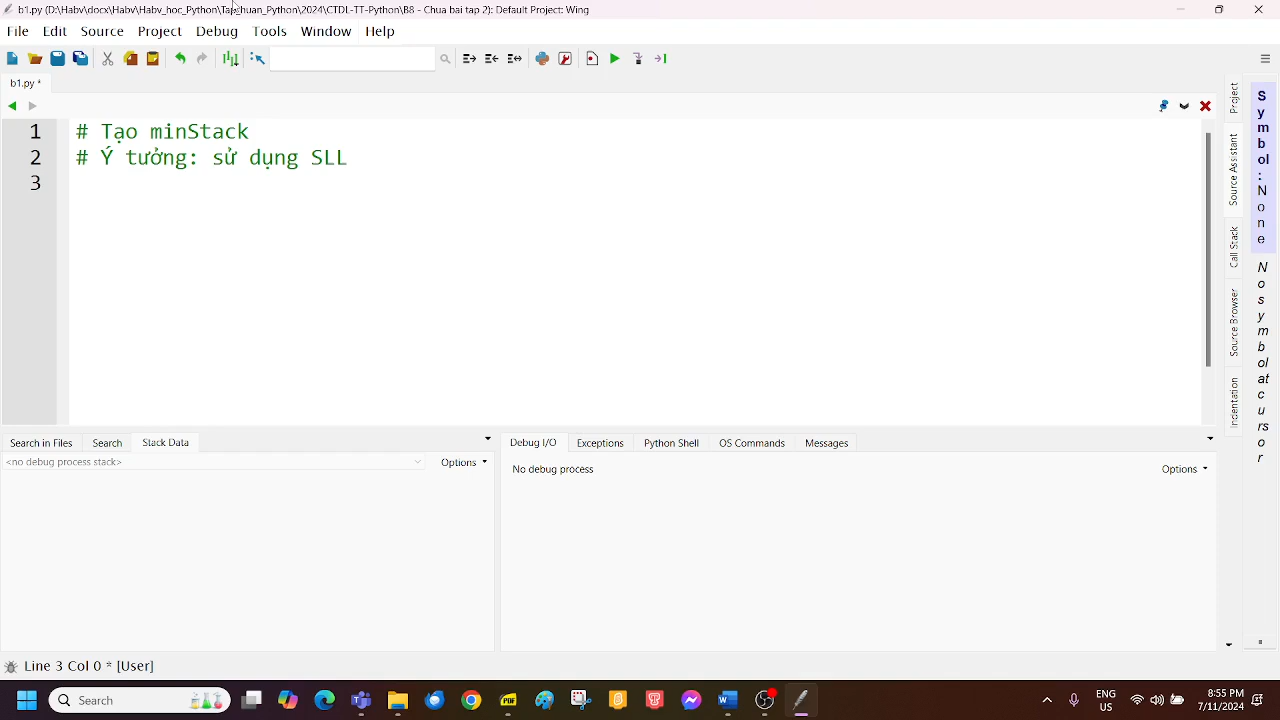 b1.py (D:\Habv\docx\Habv\Habv_hoc_Python\Tap_huan_Python\2024\CTDL-TT-Python\B8 - Chua bai tap 2): Default Project: Wing
File Edit Source Project Debug Tools Window Help
b1.py *
1 # Tạo minStack
2 # Ý tưởng: sử dụng SLL
3
Project
Source Assistant
Call Stack
Source Browser
Indentation
Symbol: None
No symbol at cursor
Search in Files Search Stack Data
<no debug process stack> Options
Debug I/O Exceptions Python Shell OS Commands Messages
No debug process Options
Line 3 Col 0 * [User]
Search
PDF
ENG
US
8:55 PM
7/11/2024